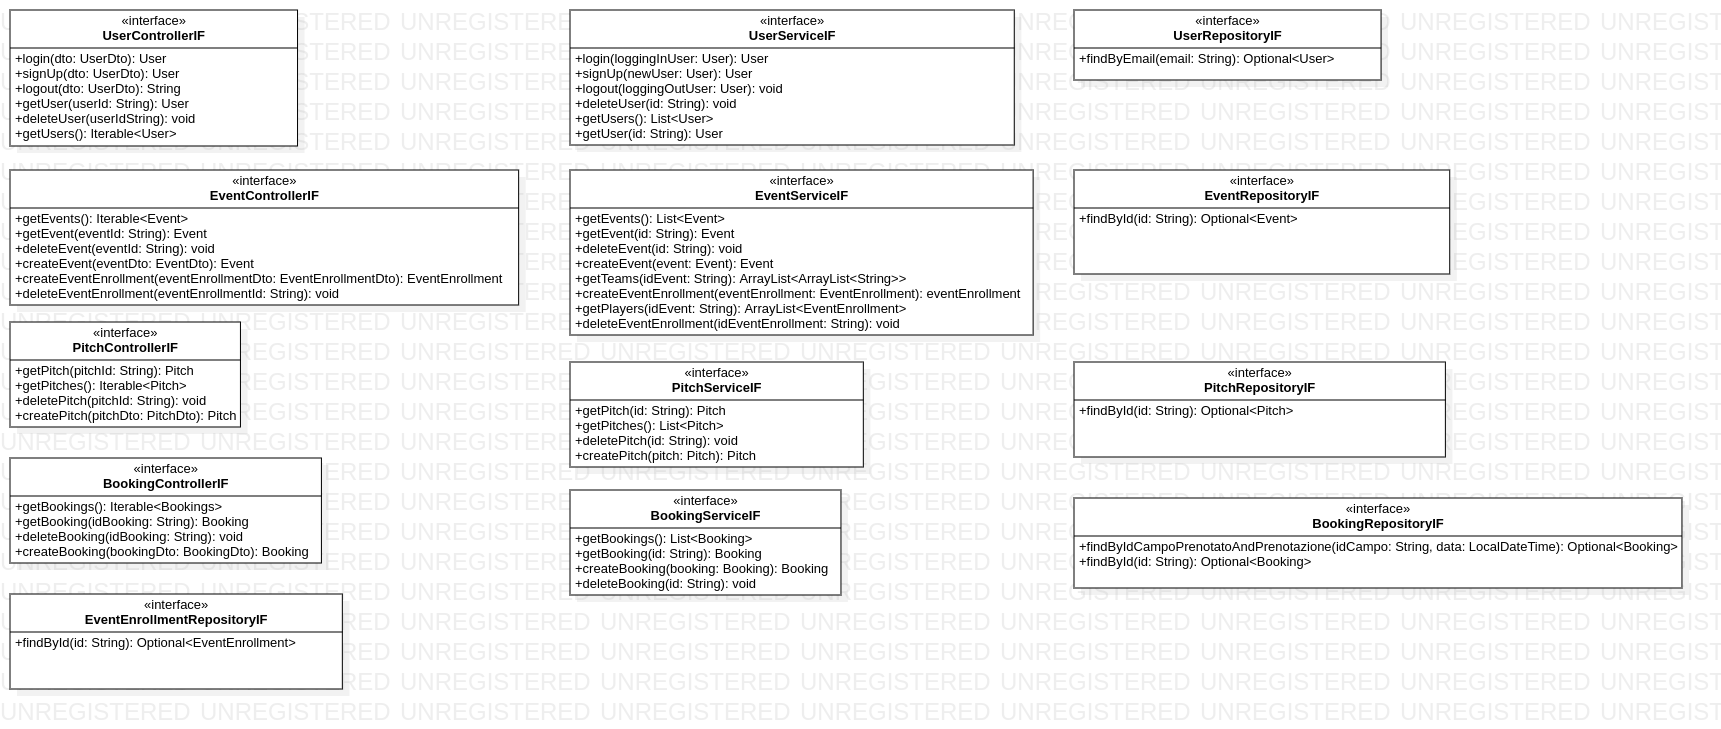 «interface»
UserControllerIF
+login(dto: UserDto): User
+signUp(dto: UserDto): User
+logout(dto: UserDto): String
+getUser(userId: String): User
+deleteUser(userIdString): void
+getUsers(): Iterable<User>
«interface»
UserServiceIF
+login(loggingInUser: User): User
+signUp(newUser: User): User
+logout(loggingOutUser: User): void
+deleteUser(id: String): void
+getUsers(): List<User>
+getUser(id: String): User
«interface»
UserRepositoryIF
+findByEmail(email: String): Optional<User>
«interface»
EventControllerIF
+getEvents(): Iterable<Event>
+getEvent(eventId: String): Event
+deleteEvent(eventId: String): void
+createEvent(eventDto: EventDto): Event
+createEventEnrollment(eventEnrollmentDto: EventEnrollmentDto): EventEnrollment
+deleteEventEnrollment(eventEnrollmentId: String): void
«interface»
EventServiceIF
+getEvents(): List<Event>
+getEvent(id: String): Event
+deleteEvent(id: String): void
+createEvent(event: Event): Event
+getTeams(idEvent: String): ArrayList<ArrayList<String>>
+createEventEnrollment(eventEnrollment: EventEnrollment): eventEnrollment
+getPlayers(idEvent: String): ArrayList<EventEnrollment>
+deleteEventEnrollment(idEventEnrollment: String): void
«interface»
EventRepositoryIF
+findById(id: String): Optional<Event>
«interface»
PitchControllerIF
+getPitch(pitchId: String): Pitch
+getPitches(): Iterable<Pitch>
+deletePitch(pitchId: String): void
+createPitch(pitchDto: PitchDto): Pitch
«interface»
PitchServiceIF
+getPitch(id: String): Pitch
+getPitches(): List<Pitch>
+deletePitch(id: String): void
+createPitch(pitch: Pitch): Pitch
«interface»
PitchRepositoryIF
+findById(id: String): Optional<Pitch>
«interface»
BookingControllerIF
+getBookings(): Iterable<Bookings>
+getBooking(idBooking: String): Booking
+deleteBooking(idBooking: String): void
+createBooking(bookingDto: BookingDto): Booking
«interface»
BookingServiceIF
+getBookings(): List<Booking>
+getBooking(id: String): Booking
+createBooking(booking: Booking): Booking
+deleteBooking(id: String): void
«interface»
BookingRepositoryIF
+findByIdCampoPrenotatoAndPrenotazione(idCampo: String, data: LocalDateTime): Optional<Booking>
+findById(id: String): Optional<Booking>
«interface»
EventEnrollmentRepositoryIF
+findById(id: String): Optional<EventEnrollment>
UNREGISTERED UNREGISTERED UNREGISTERED UNREGISTERED UNREGISTERED UNREGISTERED UNREGISTERED UNREGISTERED